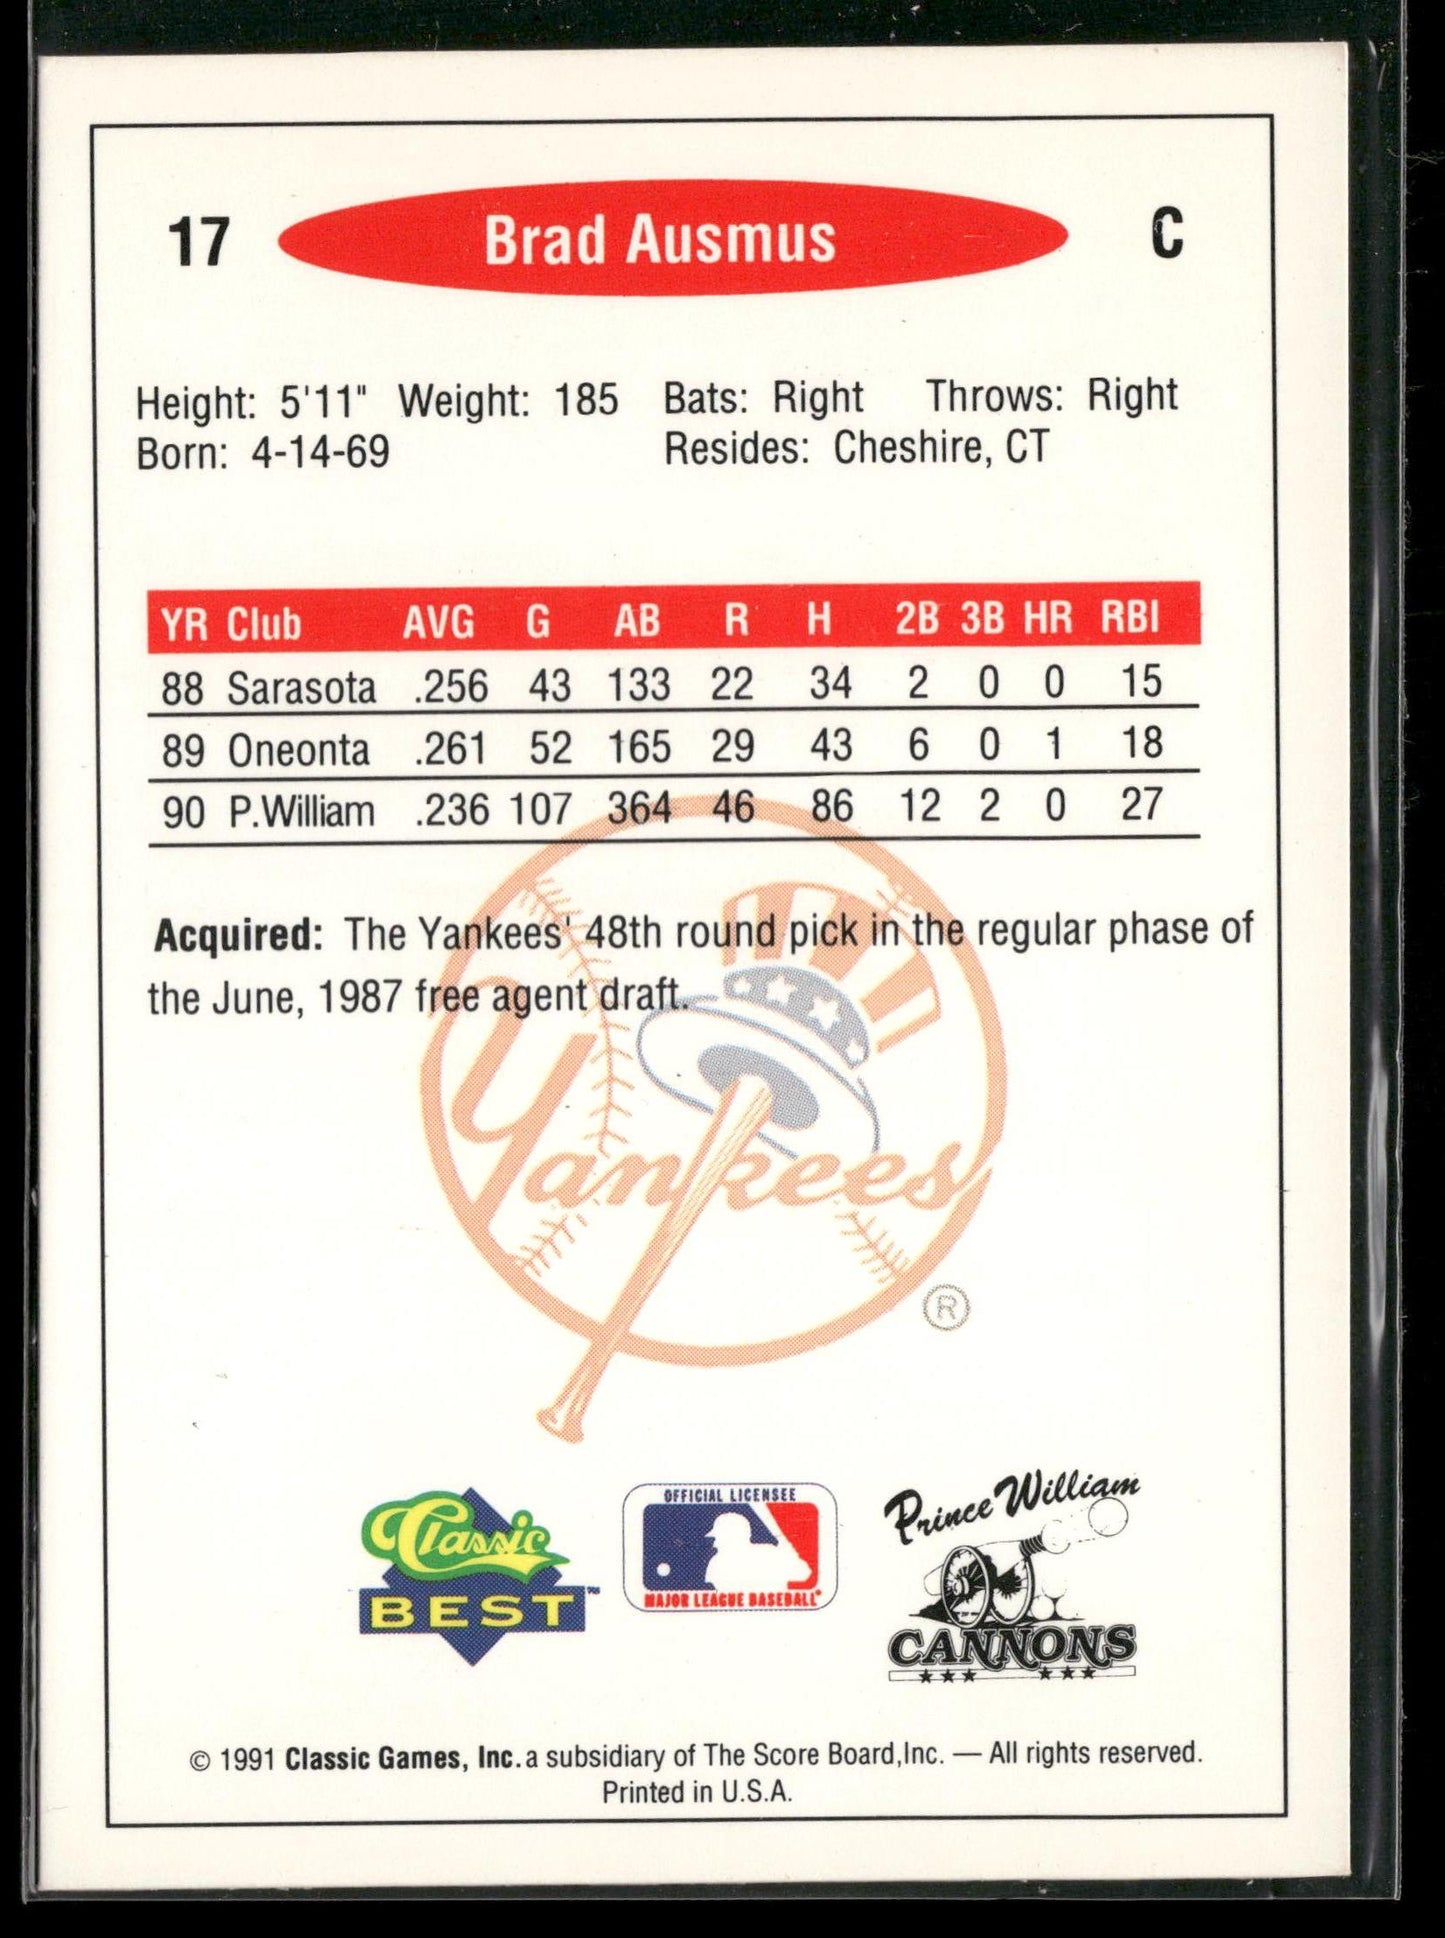 17 Brad Ausmus C
Height: 5'11" Weight: 185 Bats: Right Throws: Right
Born: 4-14-69 Resides: Cheshire, CT
YR Club AVG G AB R H 2B 3B HR RBI
88 Sarasota .256 43 133 22 34 2 0 0 15
89 Oneonta .261 52 165 29 43 6 0 1 18
90 P.William .236 107 364 46 86 12 2 0 27
Acquired: The Yankees' 48th round pick in the regular phase of
the June, 1987 free agent draft.
Yankees
®
Classic
BEST™
OFFICIAL LICENSEE
MAJOR LEAGUE BASEBALL®
Prince William
CANNONS
© 1991 Classic Games, Inc. a subsidiary of The Score Board,Inc. — All rights reserved.
Printed in U.S.A.